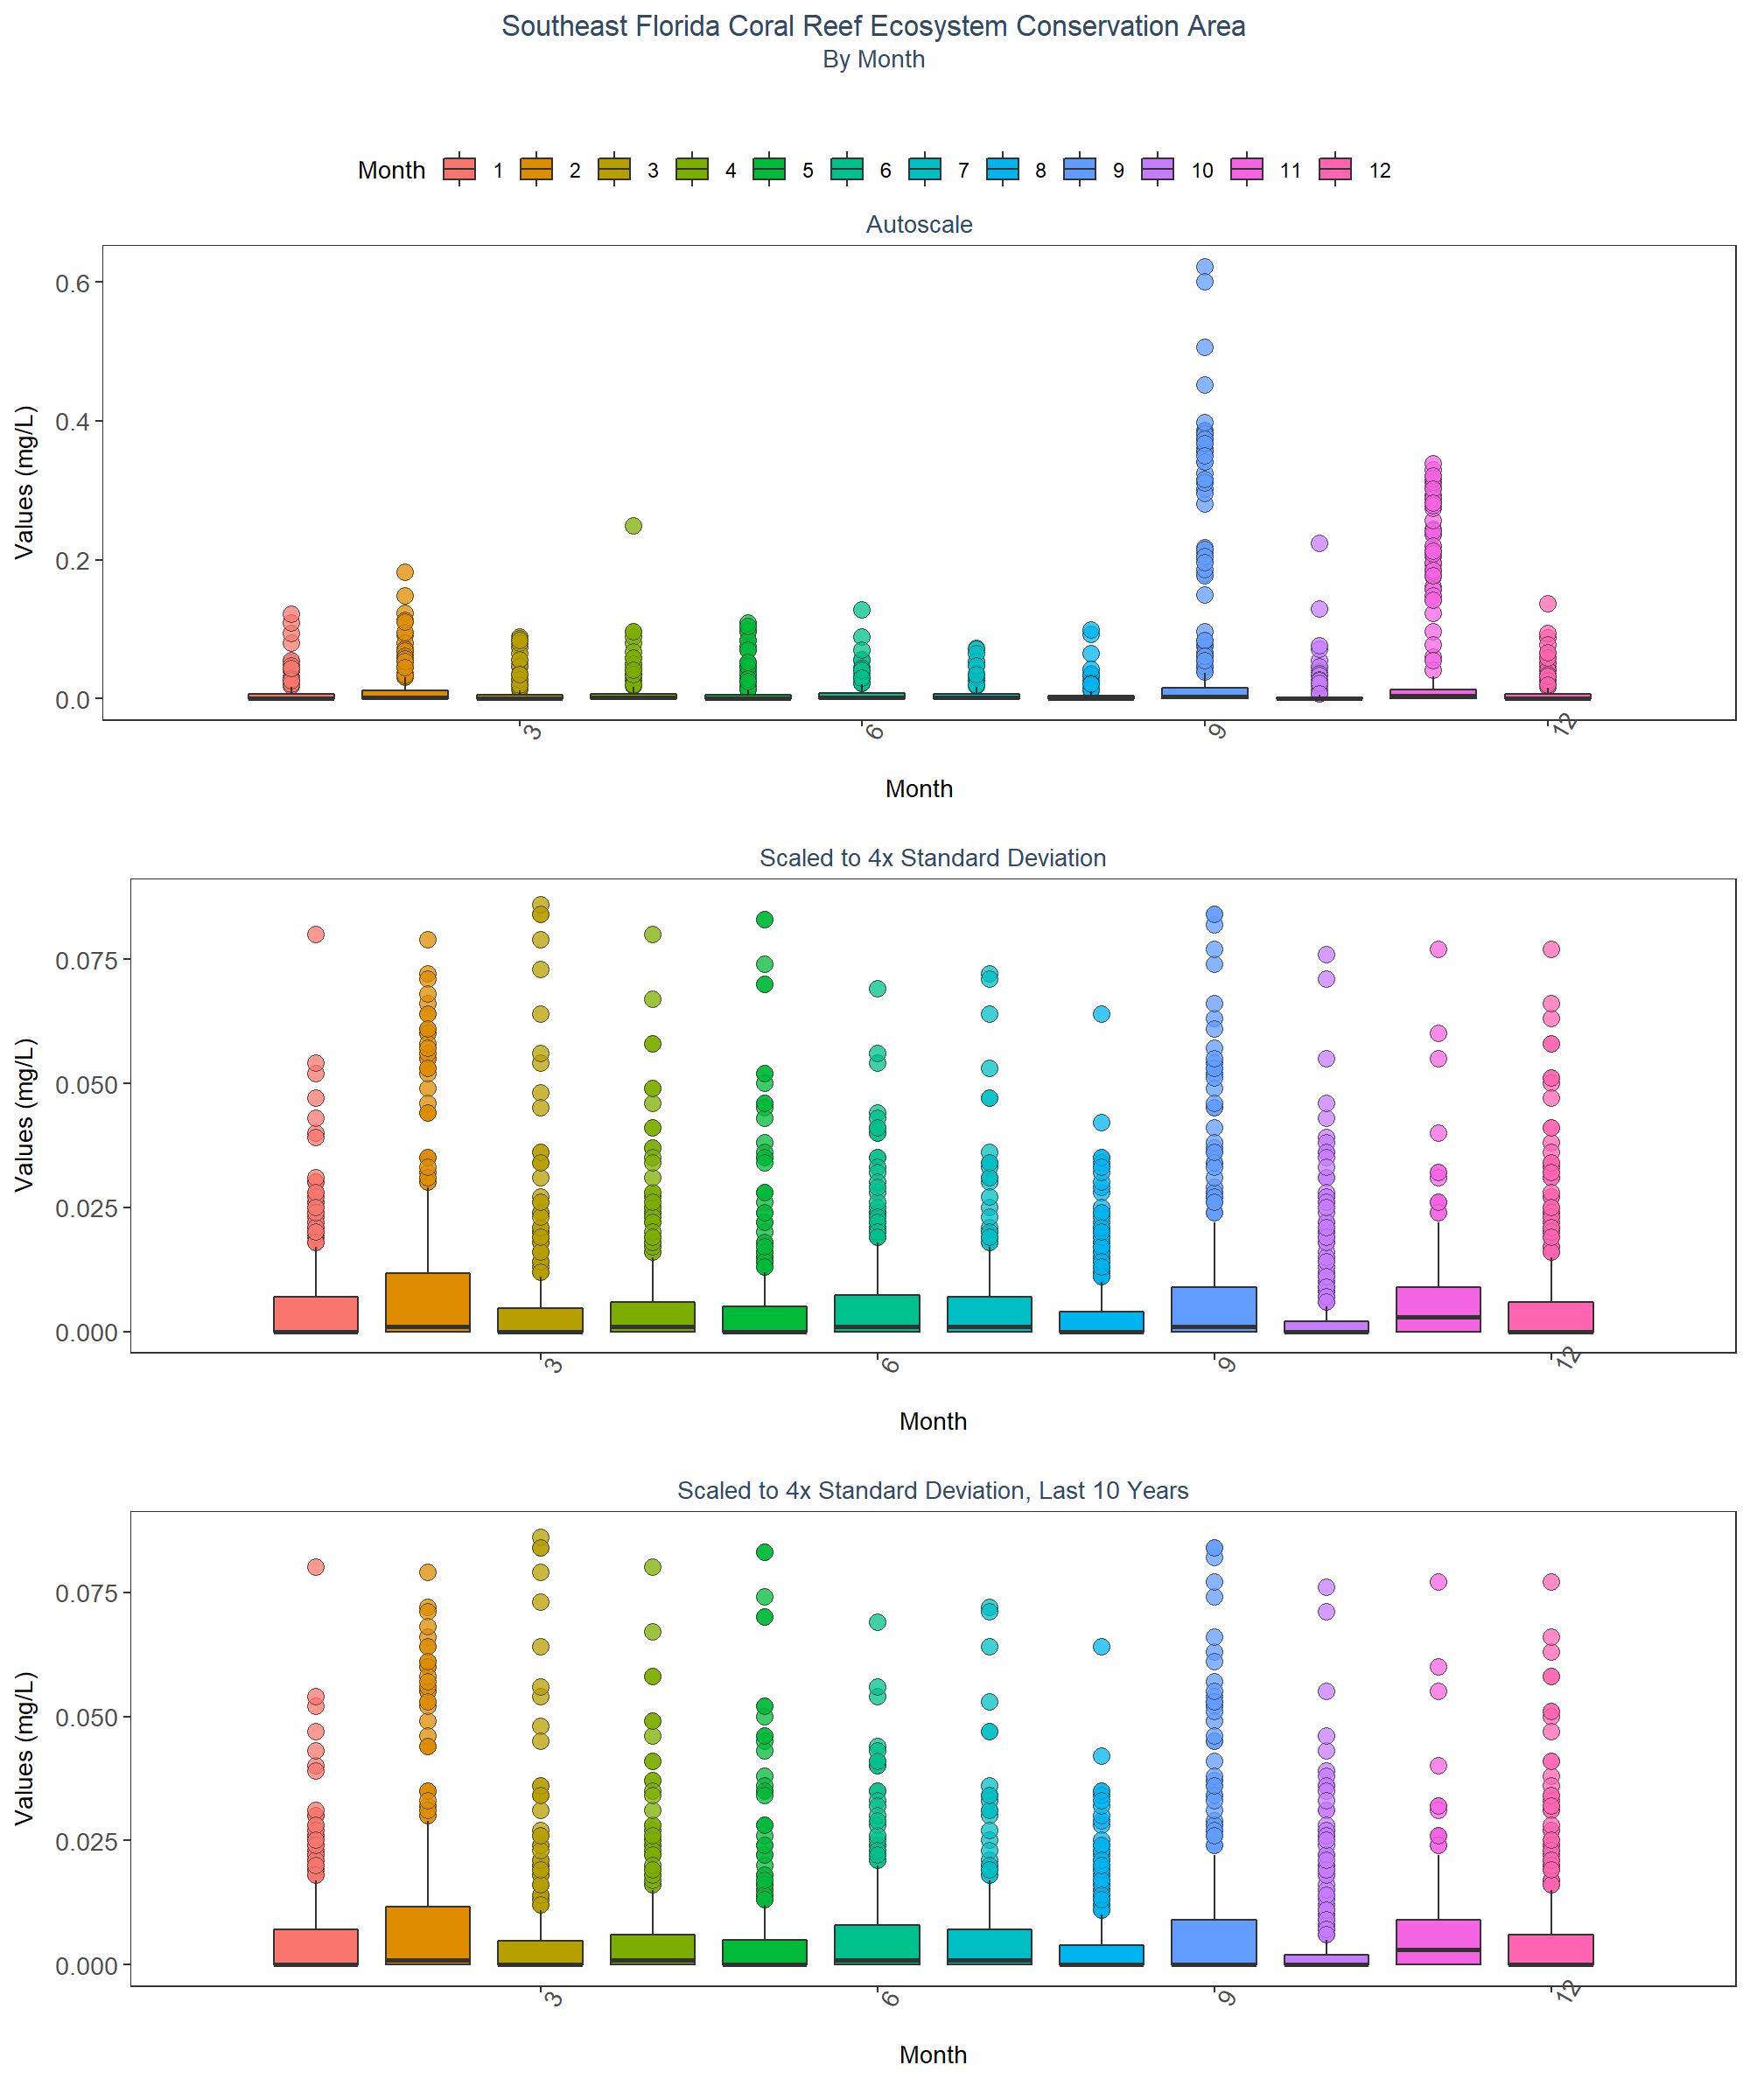 Southeast Florida Coral Reef Ecosystem Conservation Area
By Month
Month 1 2 3 4 5 6 7 8 9 10 11 12
Autoscale
Values (mg/L)
0.6
0.4
0.2
0.0
3 6 9 12
Month
Scaled to 4x Standard Deviation
Values (mg/L)
0.075
0.050
0.025
0.000
3 6 9 12
Month
Scaled to 4x Standard Deviation, Last 10 Years
Values (mg/L)
0.075
0.050
0.025
0.000
3 6 9 12
Month